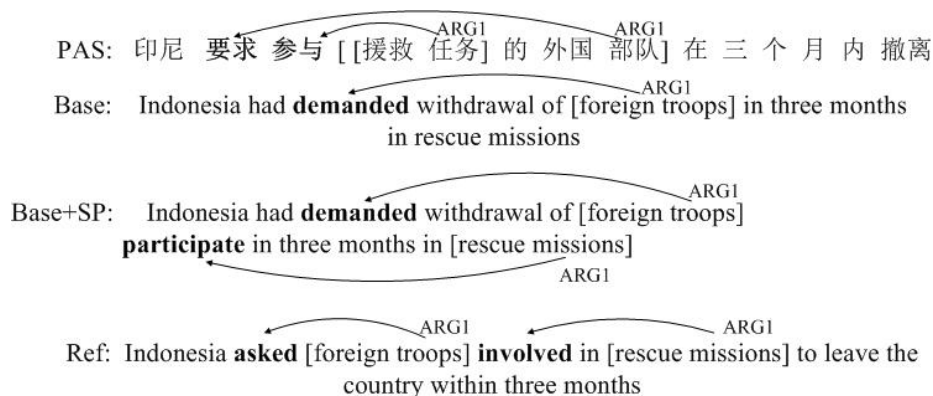 ARG1 ARG1
PAS: 印尼 要求 参与 [ [援救 任务] 的 外国 部队] 在 三 个 月 内 撤离
ARG1
Base: Indonesia had demanded withdrawal of [foreign troops] in three months
in rescue missions
ARG1
Base+SP: Indonesia had demanded withdrawal of [foreign troops]
participate in three months in [rescue missions]
ARG1
ARG1 ARG1
Ref: Indonesia asked [foreign troops] involved in [rescue missions] to leave the
country within three months